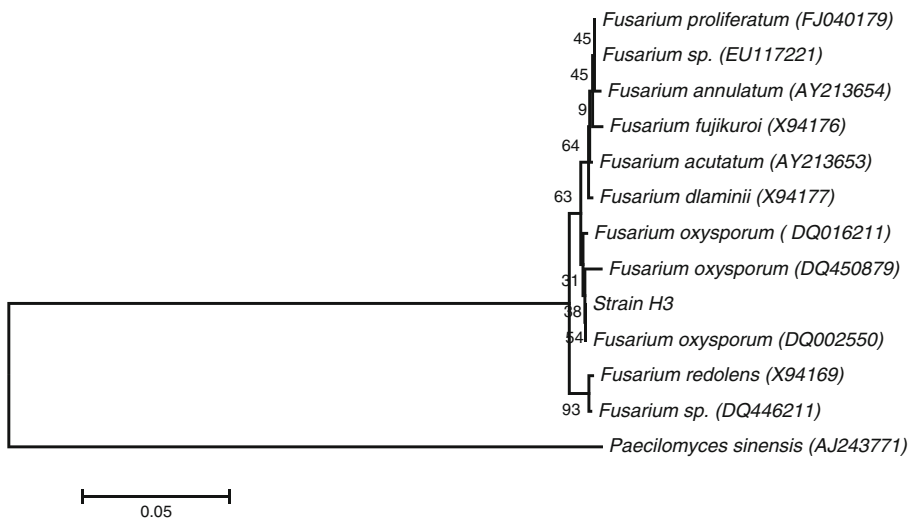 Fusarium proliferatum (FJ040179)
45
Fusarium sp. (EU117221)
45
Fusarium annulatum (AY213654)
9
Fusarium fujikuroi (X94176)
64
Fusarium acutatum (AY213653)
63
Fusarium dlaminii (X94177)
Fusarium oxysporum ( DQ016211)
Fusarium oxysporum (DQ450879)
31
Strain H3
38
54
Fusarium oxysporum (DQ002550)
Fusarium redolens (X94169)
93
Fusarium sp. (DQ446211)
Paecilomyces sinensis (AJ243771)
0.05